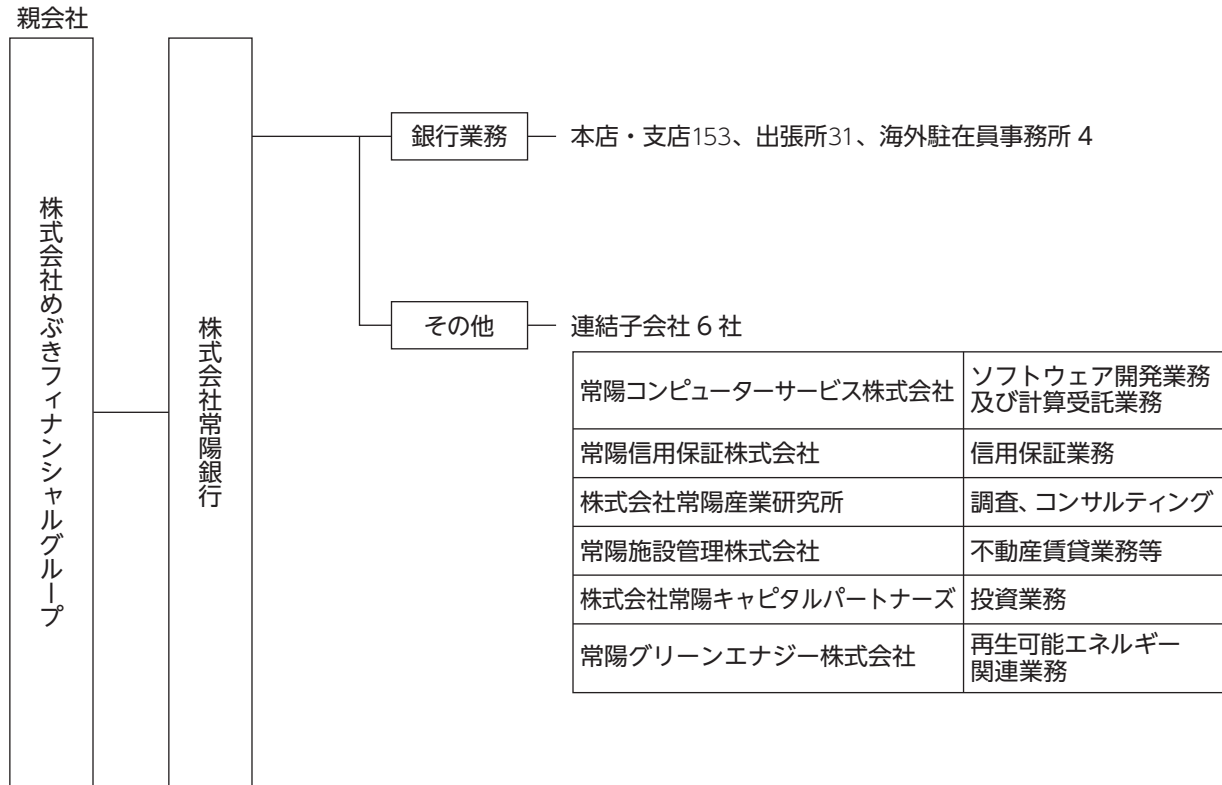 親会社
株式会社めぶきフィナンシャルグループ
株式会社常陽銀行
銀行業務
本店・支店153、出張所31、海外駐在員事務所 4
その他
連結子会社 6 社
常陽コンピューターサービス株式会社
ソフトウェア開発業務
及び計算受託業務
常陽信用保証株式会社
信用保証業務
株式会社常陽産業研究所
調査、コンサルティング
常陽施設管理株式会社
不動産賃貸業務等
株式会社常陽キャピタルパートナーズ
投資業務
常陽グリーンエナジー株式会社
再生可能エネルギー
関連業務